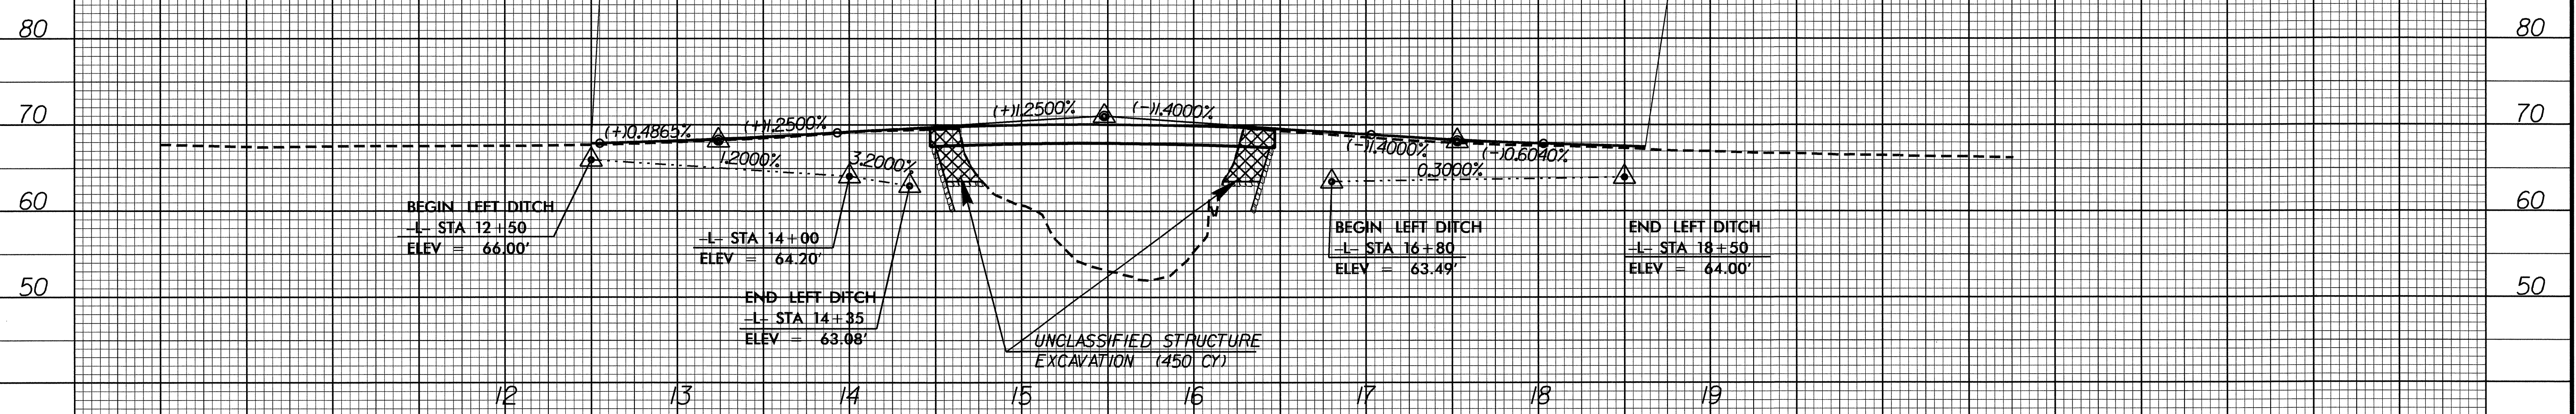 80 80
70 (+)0.4865% (+)1.2500% (+)1.2500% (-)1.4000% (-)1.4000% (-)0.6040% 70
1.2000% 3.2000% 0.3000%
60 60
BEGIN LEFT DITCH
-L- STA 12+50
ELEV = 66.00'
-L- STA 14+00
ELEV = 64.20'
END LEFT DITCH
-L- STA 14+35
ELEV = 63.08'
BEGIN LEFT DITCH
-L- STA 16+80
ELEV = 63.49'
END LEFT DITCH
-L- STA 18+50
ELEV = 64.00'
50 50
UNCLASSIFIED STRUCTURE
EXCAVATION (450 CY)
12 13 14 15 16 17 18 19